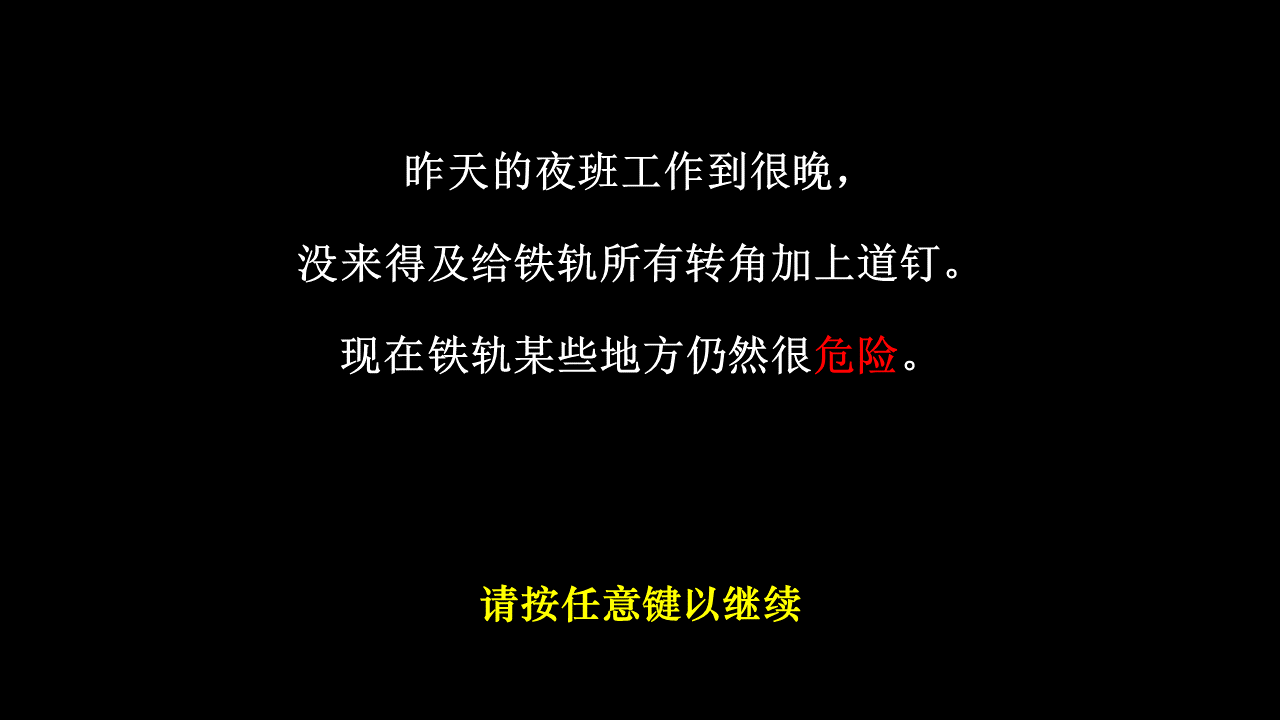 昨天的夜班工作到很晚，
没来得及给铁轨所有转角加上道钉。
现在铁轨某些地方仍然很危险。
请按任意键以继续